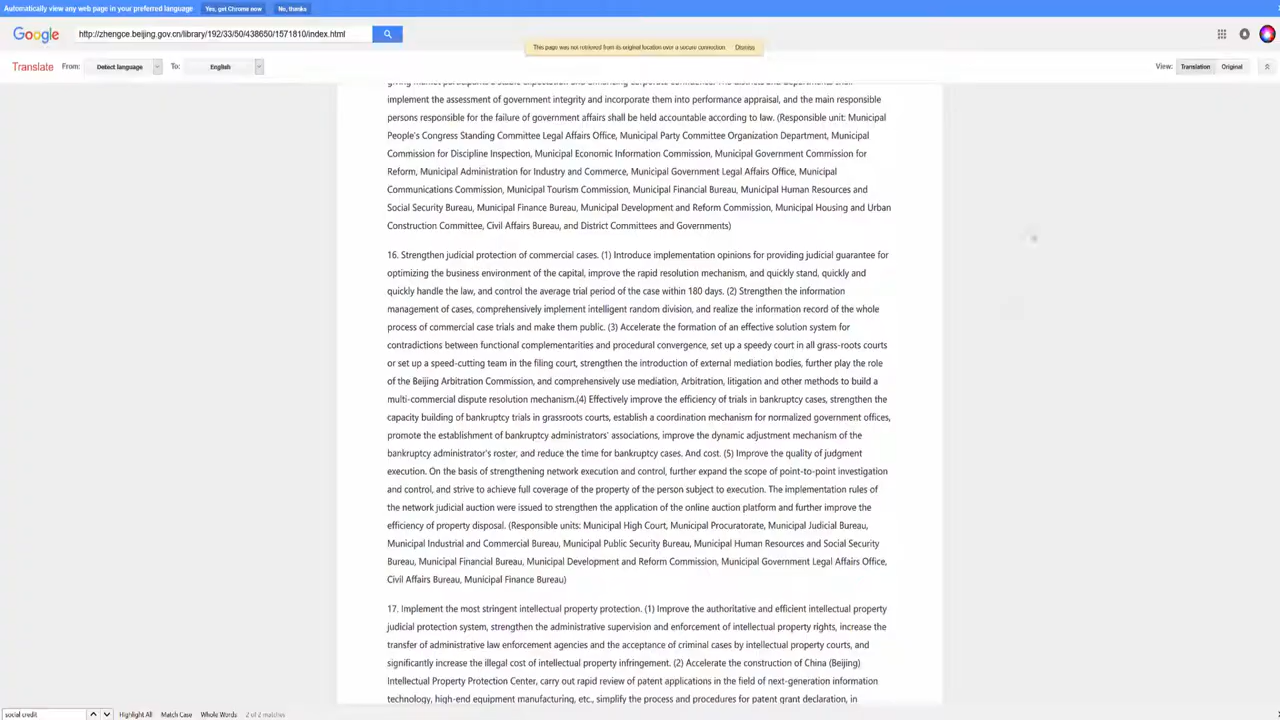 Automatically view any web page in your preferred language
Yes, get Chrome now
No, thanks
Google
http://zhengce.beijing.gov.cn/library/192/33/50/438650/1571810/index.html
This page was not retrieved from its original location over a secure connection.
Dismiss
Translate
From:
Detect language
To:
English
View:
Translation
Original
implement the assessment of government integrity and incorporate them into performance appraisal, and the main responsible
persons responsible for the failure of government affairs shall be held accountable according to law. (Responsible unit: Municipal
People's Congress Standing Committee Legal Affairs Office, Municipal Party Committee Organization Department, Municipal
Commission for Discipline Inspection, Municipal Economic Information Commission, Municipal Government Commission for
Reform, Municipal Administration for Industry and Commerce, Municipal Government Legal Affairs Office, Municipal
Communications Commission, Municipal Tourism Commission, Municipal Financial Bureau, Municipal Human Resources and
Social Security Bureau, Municipal Finance Bureau, Municipal Development and Reform Commission, Municipal Housing and Urban
Construction Committee, Civil Affairs Bureau, and District Committees and Governments)
16. Strengthen judicial protection of commercial cases. (1) Introduce implementation opinions for providing judicial guarantee for
optimizing the business environment of the capital, improve the rapid resolution mechanism, and quickly stand, quickly and
quickly handle the law, and control the average trial period of the case within 180 days. (2) Strengthen the information
management of cases, comprehensively implement intelligent random division, and realize the information record of the whole
process of commercial case trials and make them public. (3) Accelerate the formation of an effective solution system for
contradictions between functional complementarities and procedural convergence, set up a speedy court in all grass-roots courts
or set up a speed-cutting team in the filing court, strengthen the introduction of external mediation bodies, further play the role
of the Beijing Arbitration Commission, and comprehensively use mediation, Arbitration, litigation and other methods to build a
multi-commercial dispute resolution mechanism.(4) Effectively improve the efficiency of trials in bankruptcy cases, strengthen the
capacity building of bankruptcy trials in grassroots courts, establish a coordination mechanism for normalized government offices,
promote the establishment of bankruptcy administrators' associations, improve the dynamic adjustment mechanism of the
bankruptcy administrator's roster, and reduce the time for bankruptcy cases. And cost. (5) Improve the quality of judgment
execution. On the basis of strengthening network execution and control, further expand the scope of point-to-point investigation
and control, and strive to achieve full coverage of the property of the person subject to execution. The implementation rules of
the network judicial auction were issued to strengthen the application of the online auction platform and further improve the
efficiency of property disposal. (Responsible units: Municipal High Court, Municipal Procuratorate, Municipal Judicial Bureau,
Municipal Industrial and Commercial Bureau, Municipal Public Security Bureau, Municipal Human Resources and Social Security
Bureau, Municipal Financial Bureau, Municipal Development and Reform Commission, Municipal Government Legal Affairs Office,
Civil Affairs Bureau, Municipal Finance Bureau)
17. Implement the most stringent intellectual property protection. (1) Improve the authoritative and efficient intellectual property
judicial protection system, strengthen the administrative supervision and enforcement of intellectual property rights, increase the
transfer of administrative law enforcement agencies and the acceptance of criminal cases by intellectual property courts, and
significantly increase the illegal cost of intellectual property infringement. (2) Accelerate the construction of China (Beijing)
Intellectual Property Protection Center, carry out rapid review of patent applications in the field of next-generation information
technology, high-end equipment manufacturing, etc., simplify the process and procedures for patent grant declaration, in
social credit
Highlight All
Match Case
Whole Words
2 of 2 matches